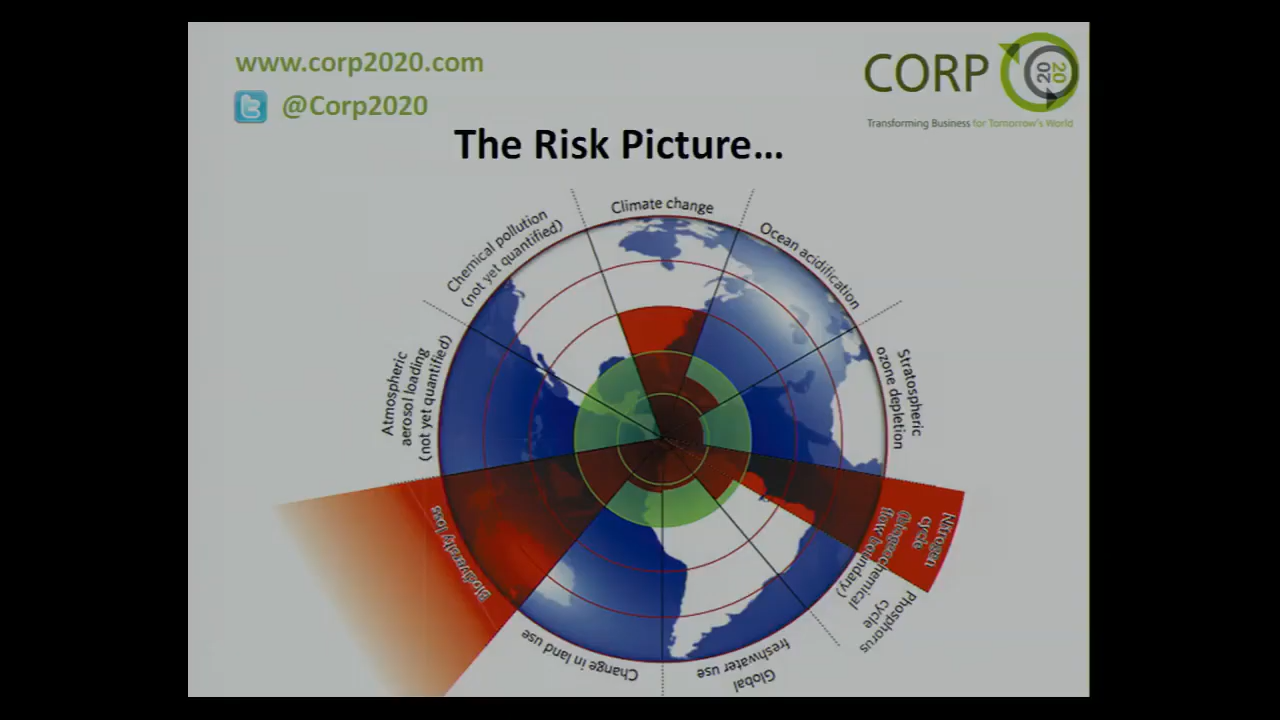 www.corp2020.com
@Corp2020
CORP 2020
Transforming Business for Tomorrow's World
The Risk Picture...
Climate change
Ocean acidification
Stratospheric
ozone depletion
Nitrogen
cycle
(biogeochemical
flow boundary)
Phosphorus
cycle
Global
freshwater use
Change in land use
Biodiversity loss
Atmospheric
aerosol loading
(not yet quantified)
Chemical pollution
(not yet quantified)